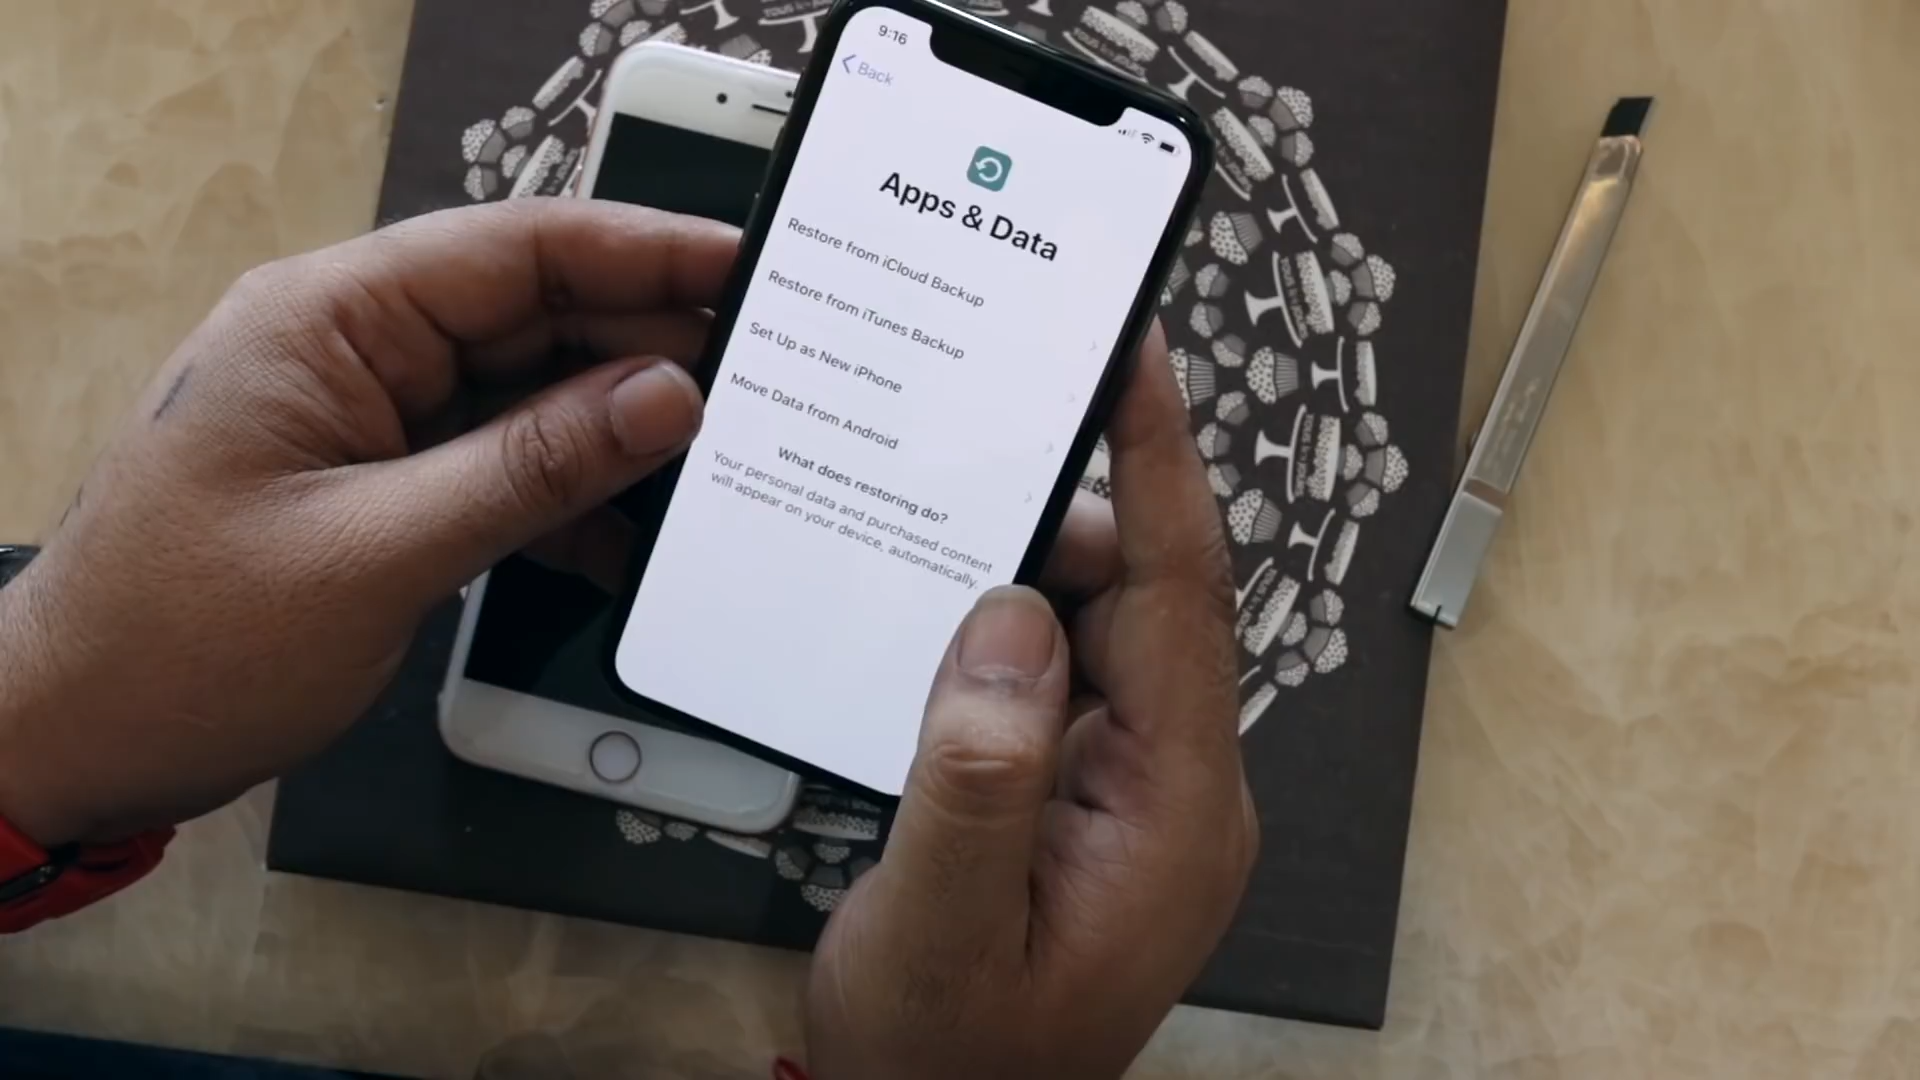 9:16
Back
Apps & Data
Restore from iCloud Backup
Restore from iTunes Backup
Set Up as New iPhone
Move Data from Android
What does restoring do?
Your personal data and purchased content
will appear on your device, automatically.